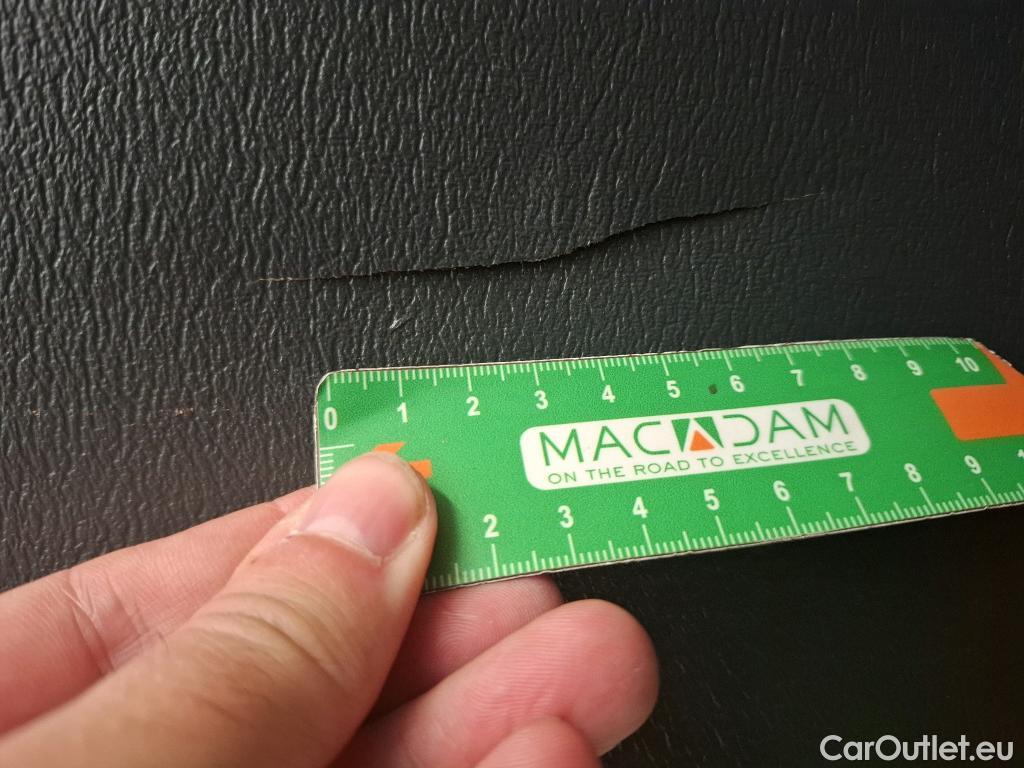 0 1 2 3 4 5 6 7 8 9 10
MACADAM
ON THE ROAD TO EXCELLENCE
2 3 4 5 6 7 8 9 1
CarOutlet.eu